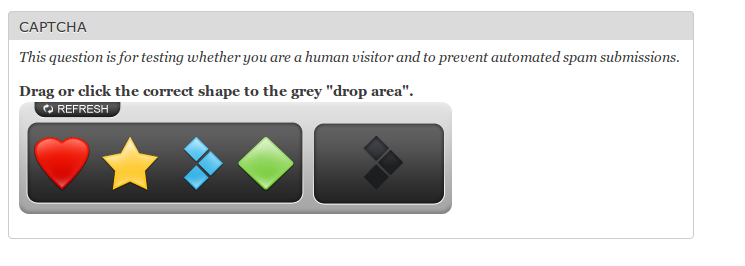 CAPTCHA
This question is for testing whether you are a human visitor and to prevent automated spam submissions.
Drag or click the correct shape to the grey "drop area".
REFRESH